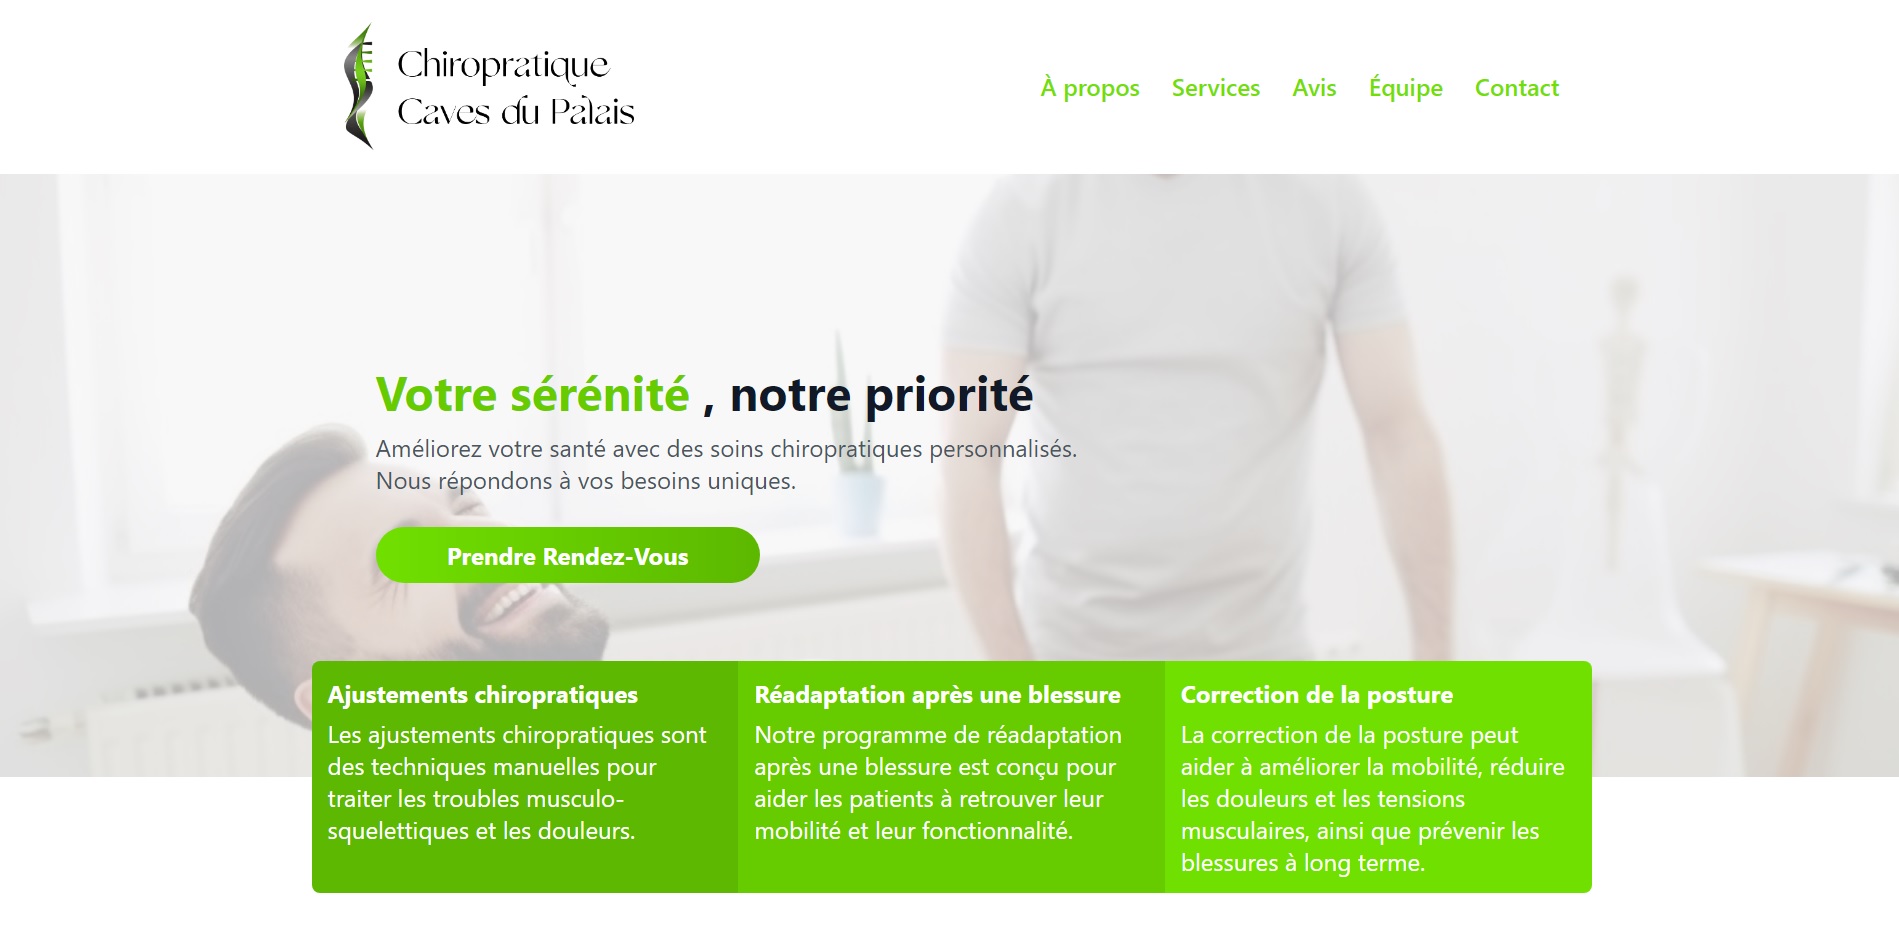 Chiropratique
Caves du Palais
À propos
Services
Avis
Équipe
Contact
Votre sérénité , notre priorité
Améliorez votre santé avec des soins chiropratiques personnalisés.
Nous répondons à vos besoins uniques.
Prendre Rendez-Vous
Ajustements chiropratiques
Les ajustements chiropratiques sont
des techniques manuelles pour
traiter les troubles musculo-
squelettiques et les douleurs.
Réadaptation après une blessure
Notre programme de réadaptation
après une blessure est conçu pour
aider les patients à retrouver leur
mobilité et leur fonctionnalité.
Correction de la posture
La correction de la posture peut
aider à améliorer la mobilité, réduire
les douleurs et les tensions
musculaires, ainsi que prévenir les
blessures à long terme.